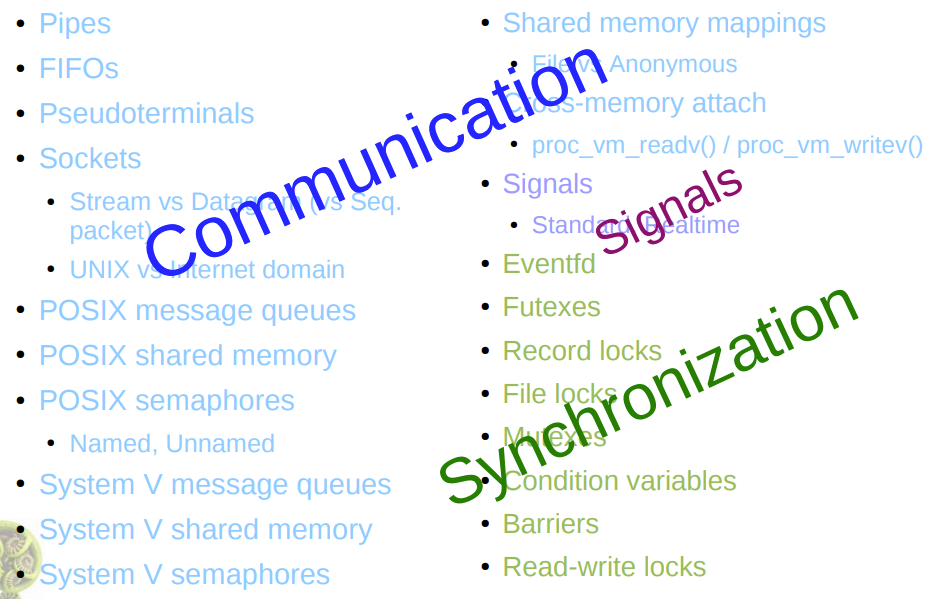 Pipes
FIFOs
Pseudoterminals
Sockets
Stream vs Datagram (vs Seq.
packet)
UNIX vs Internet domain
POSIX message queues
POSIX shared memory
POSIX semaphores
Named, Unnamed
System V message queues
System V shared memory
System V semaphores
Shared memory mappings
File vs Anonymous
Cross-memory attach
proc_vm_readv() / proc_vm_writev()
Signals
Standard, Realtime
Eventfd
Futexes
Record locks
File locks
Mutexes
Condition variables
Barriers
Read-write locks
Communication
Signals
Synchronization